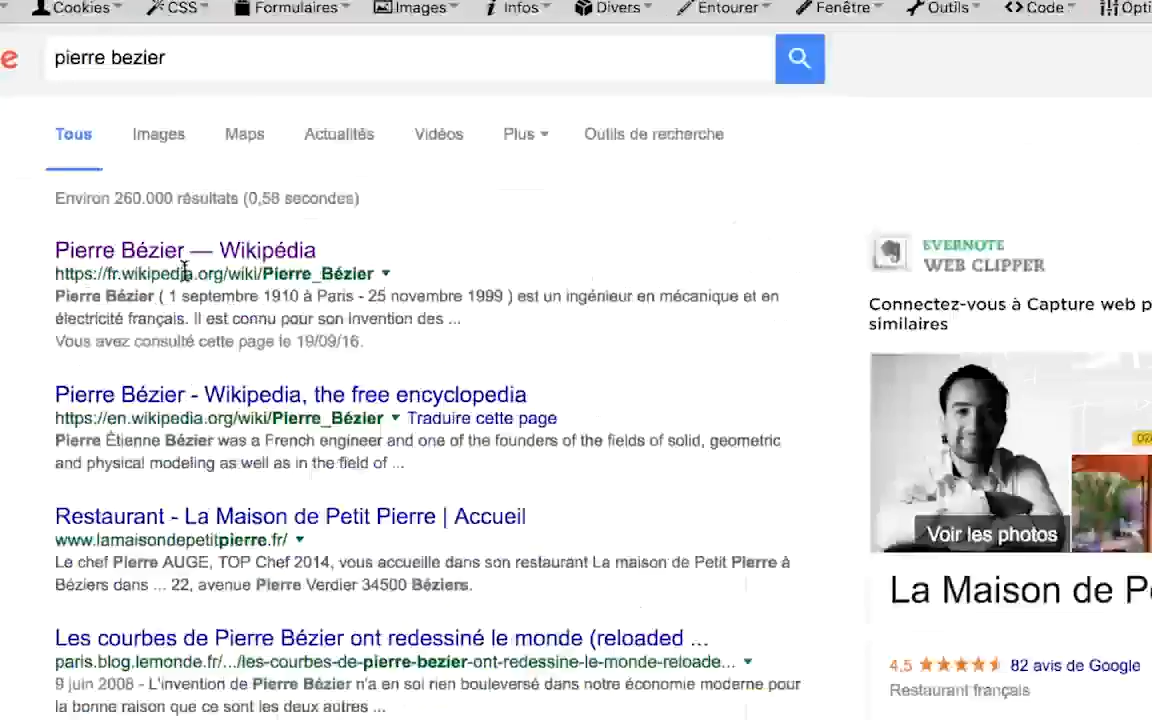 Cookies CSS Formulaires Images Infos Divers Entourer Fenêtre Outils Code Opti
e pierre bezier
Tous Images Maps Actualités Vidéos Plus Outils de recherche
Environ 260.000 résultats (0,58 secondes)
Pierre Bézier — Wikipédia
https://fr.wikipedia.org/wiki/Pierre_Bézier
Pierre Bézier ( 1 septembre 1910 à Paris - 25 novembre 1999 ) est un ingénieur en mécanique et en
électricité français. Il est connu pour son invention des ...
Vous avez consulté cette page le 19/09/16.
Pierre Bézier - Wikipedia, the free encyclopedia
https://en.wikipedia.org/wiki/Pierre_Bézier Traduire cette page
Pierre Étienne Bézier was a French engineer and one of the founders of the fields of solid, geometric
and physical modeling as well as in the field of ...
Restaurant - La Maison de Petit Pierre | Accueil
www.lamaisondepetitpierre.fr/
Le chef Pierre AUGE, TOP Chef 2014, vous accueille dans son restaurant La maison de Petit Pierre à
Béziers dans ... 22, avenue Pierre Verdier 34500 Béziers.
Les courbes de Pierre Bézier ont redessiné le monde (reloaded ...
paris.blog.lemonde.fr/.../les-courbes-de-pierre-bezier-ont-redessine-le-monde-reloade...
9 juin 2008 - L'invention de Pierre Bézier n'a en soi rien bouleversé dans notre économie moderne pour
la bonne raison que ce sont les deux autres ...
EVERNOTE
WEB CLIPPER
Connectez-vous à Capture web p
similaires
Voir les photos
La Maison de P
4,5 82 avis de Google
Restaurant français